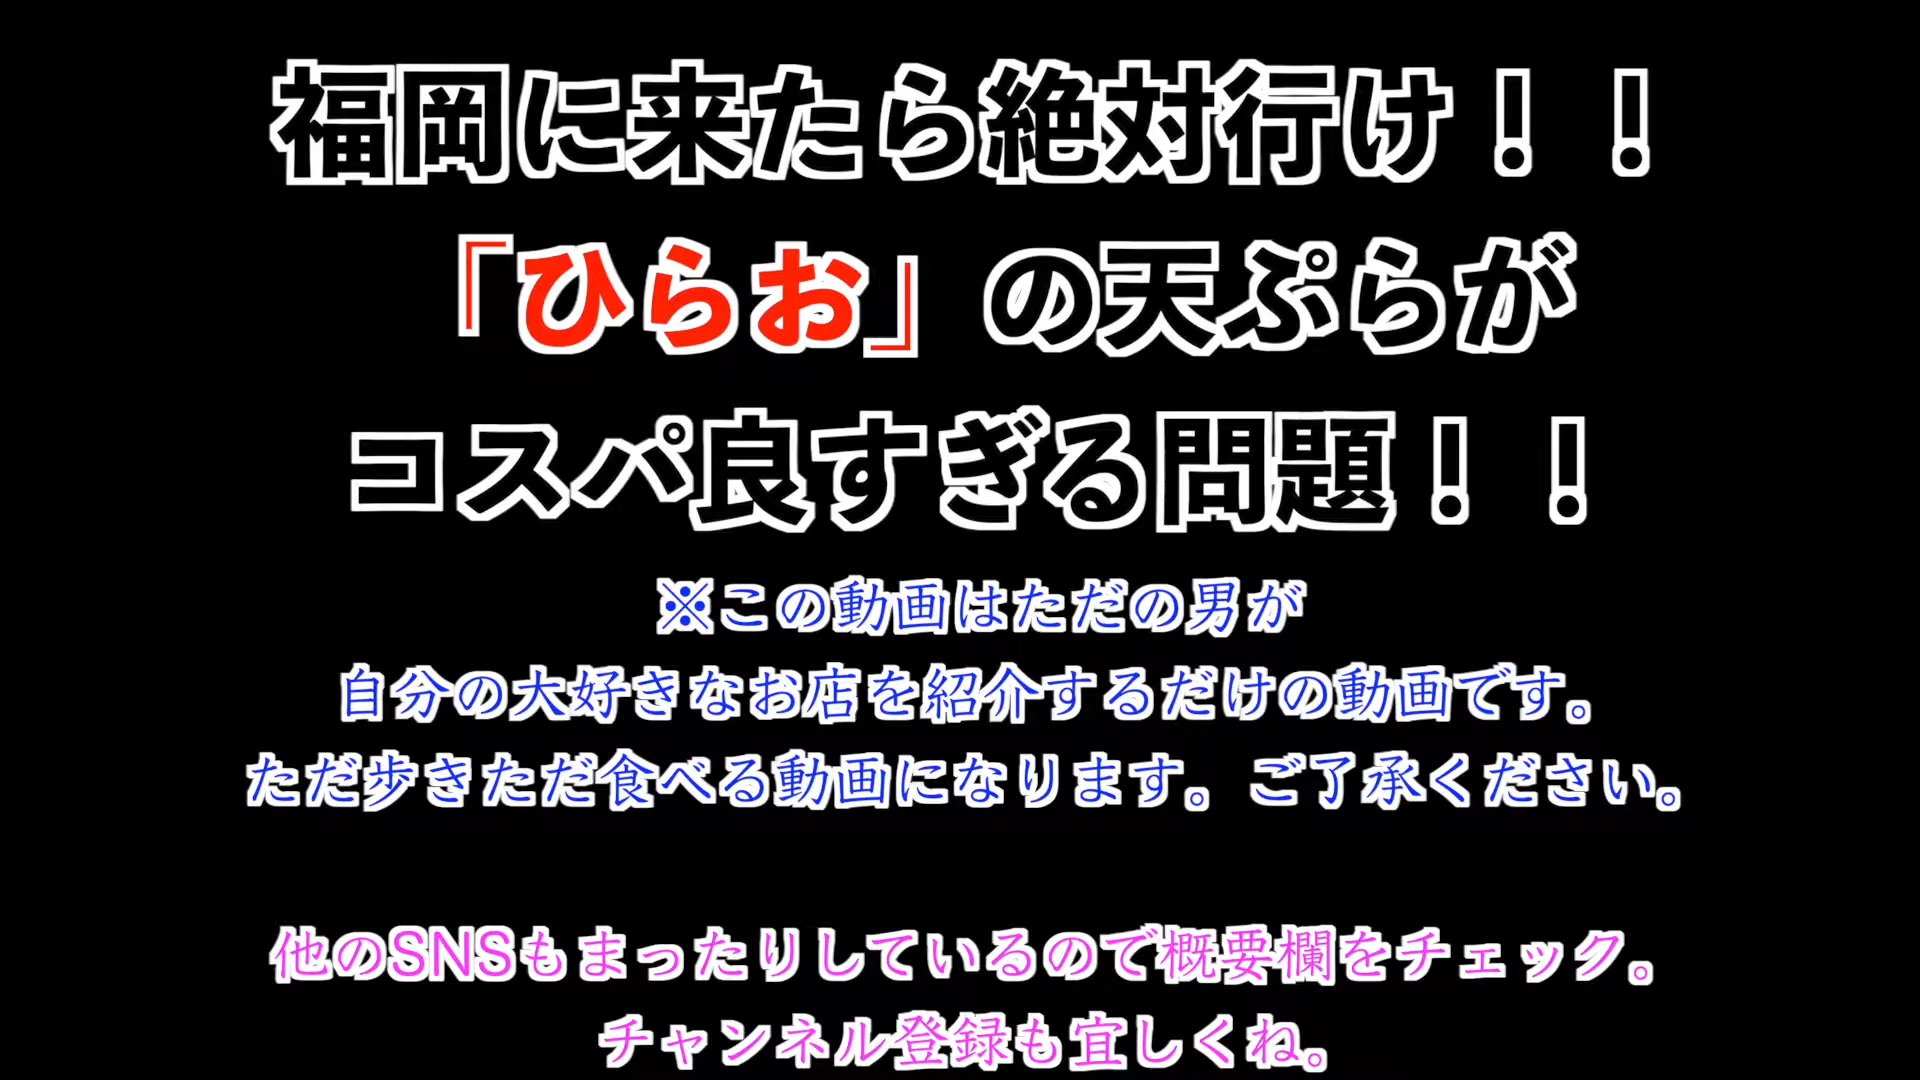 福岡に来たら絶対行け！！
「ひらお」の天ぷらが
コスパ良すぎる問題！！
※この動画はただの男が
自分の大好きなお店を紹介するだけの動画です。
ただ歩きただ食べる動画になります。ご了承ください。
他のSNSもまったりしているので概要欄をチェック。
チャンネル登録も宜しくね。